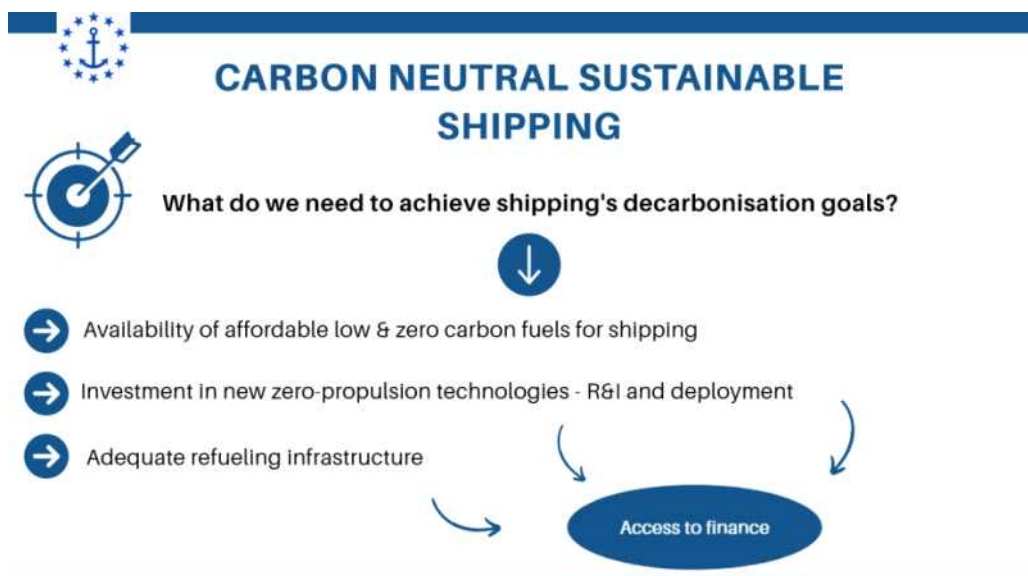 CARBON NEUTRAL SUSTAINABLE
SHIPPING
What do we need to achieve shipping's decarbonisation goals?
Availability of affordable low & zero carbon fuels for shipping
Investment in new zero-propulsion technologies - R&I and deployment
Adequate refueling infrastructure
Access to finance